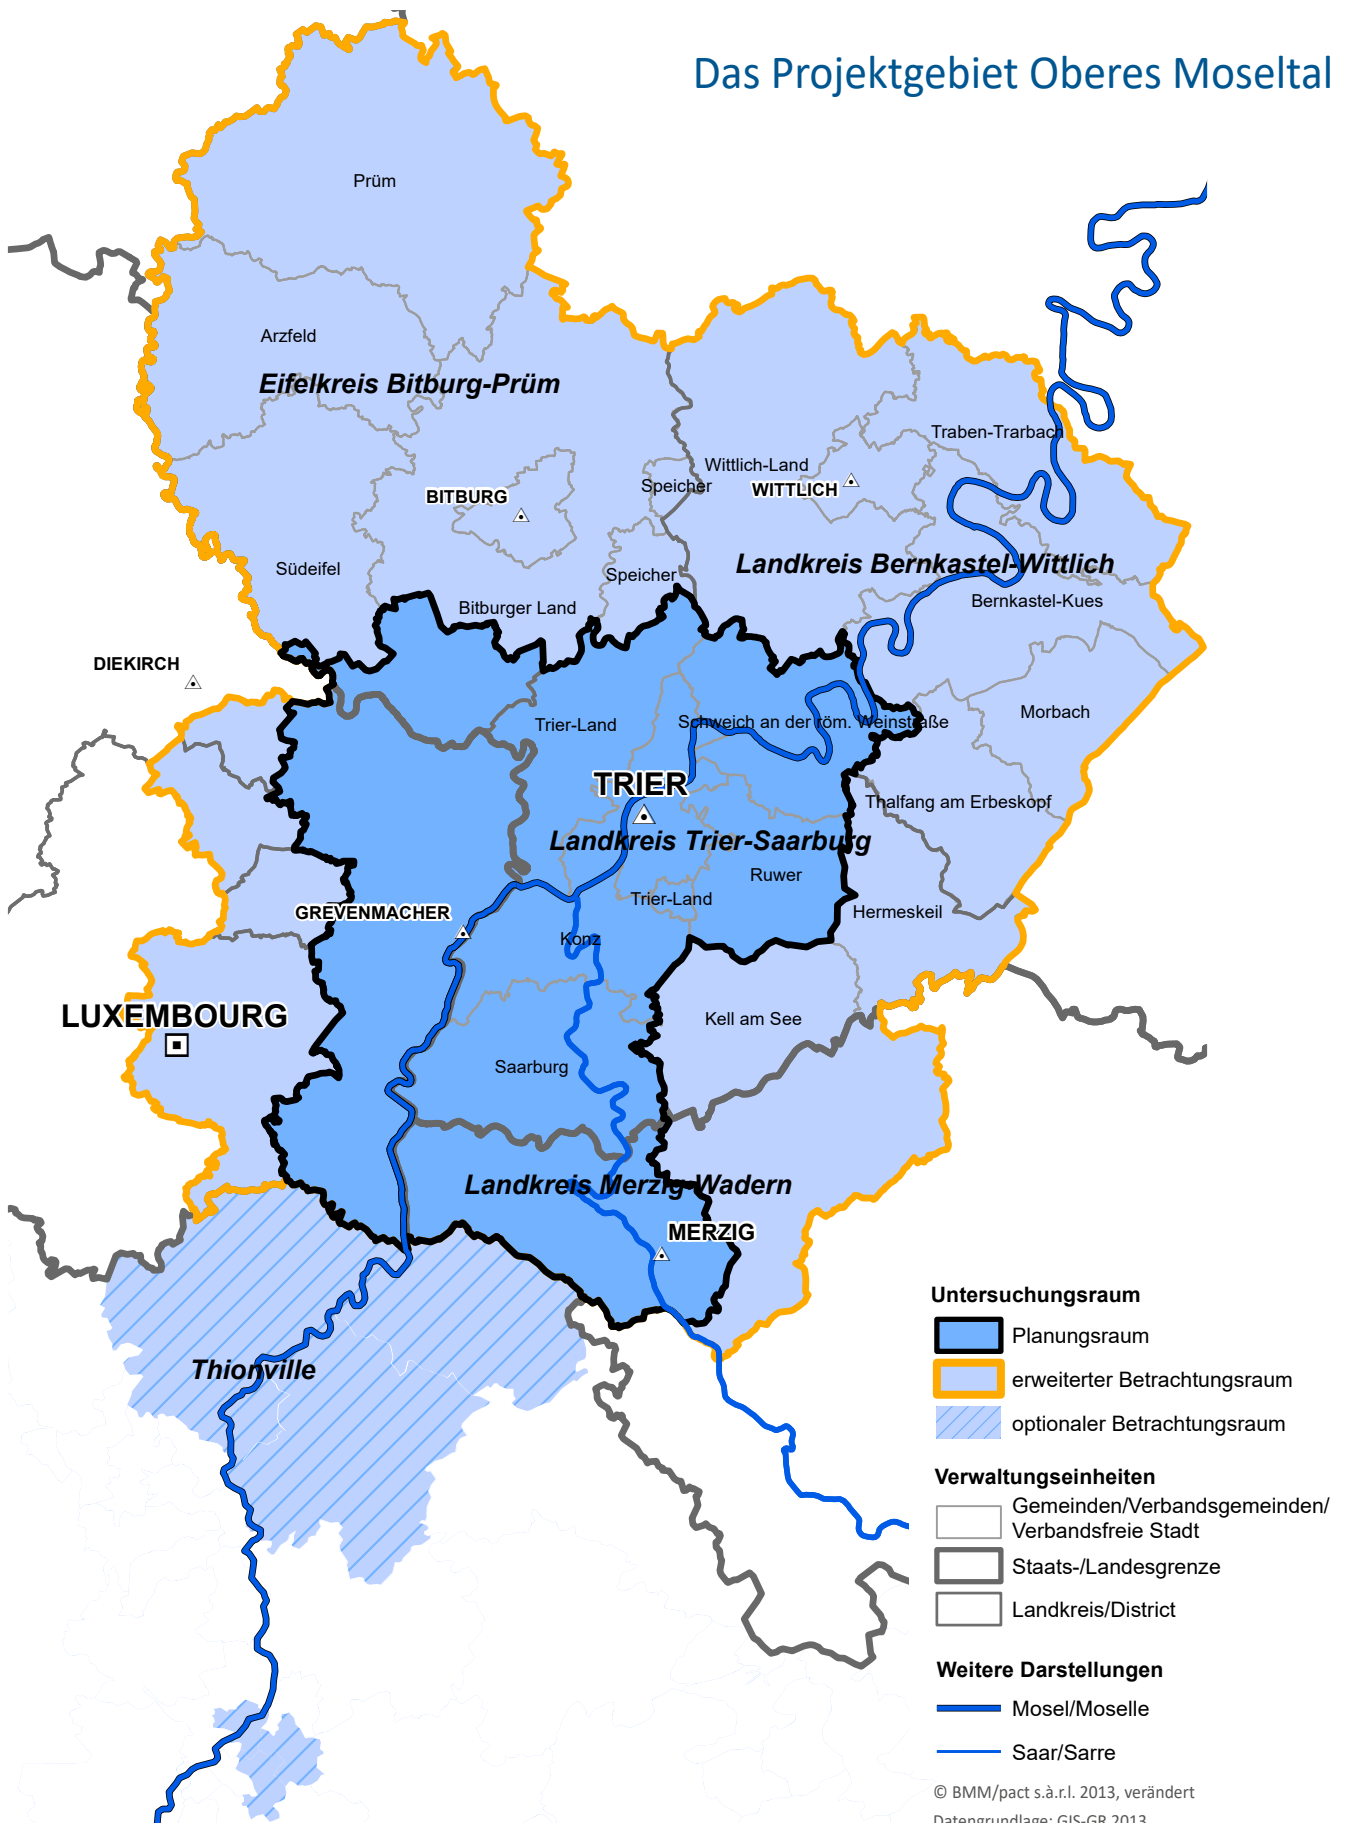 Das Projektgebiet Oberes Moseltal
Prüm
Arzfeld
Eifelkreis Bitburg-Prüm
Traben-Trarbach
Wittlich-Land
Speicher
WITTLICH
BITBURG
Landkreis Bernkastel-Wittlich
Südeifel
Speicher
Bitburger Land
Bernkastel-Kues
DIEKIRCH
Morbach
Trier-Land
Schweich an der röm. Weinstraße
TRIER
Thalfang am Erbeskopf
Landkreis Trier-Saarburg
Ruwer
Trier-Land
GREVENMACHER
Hermeskeil
Konz
LUXEMBOURG
Kell am See
Saarburg
Landkreis Merzig-Wadern
MERZIG
Thionville
Untersuchungsraum
Planungsraum
erweiterter Betrachtungsraum
optionaler Betrachtungsraum
Verwaltungseinheiten
Gemeinden/Verbandsgemeinden/
Verbandsfreie Stadt
Staats-/Landesgrenze
Landkreis/District
Weitere Darstellungen
Mosel/Moselle
Saar/Sarre
© BMM/pact s.à.r.l. 2013, verändert
Datengrundlage: GIS-GR 2013